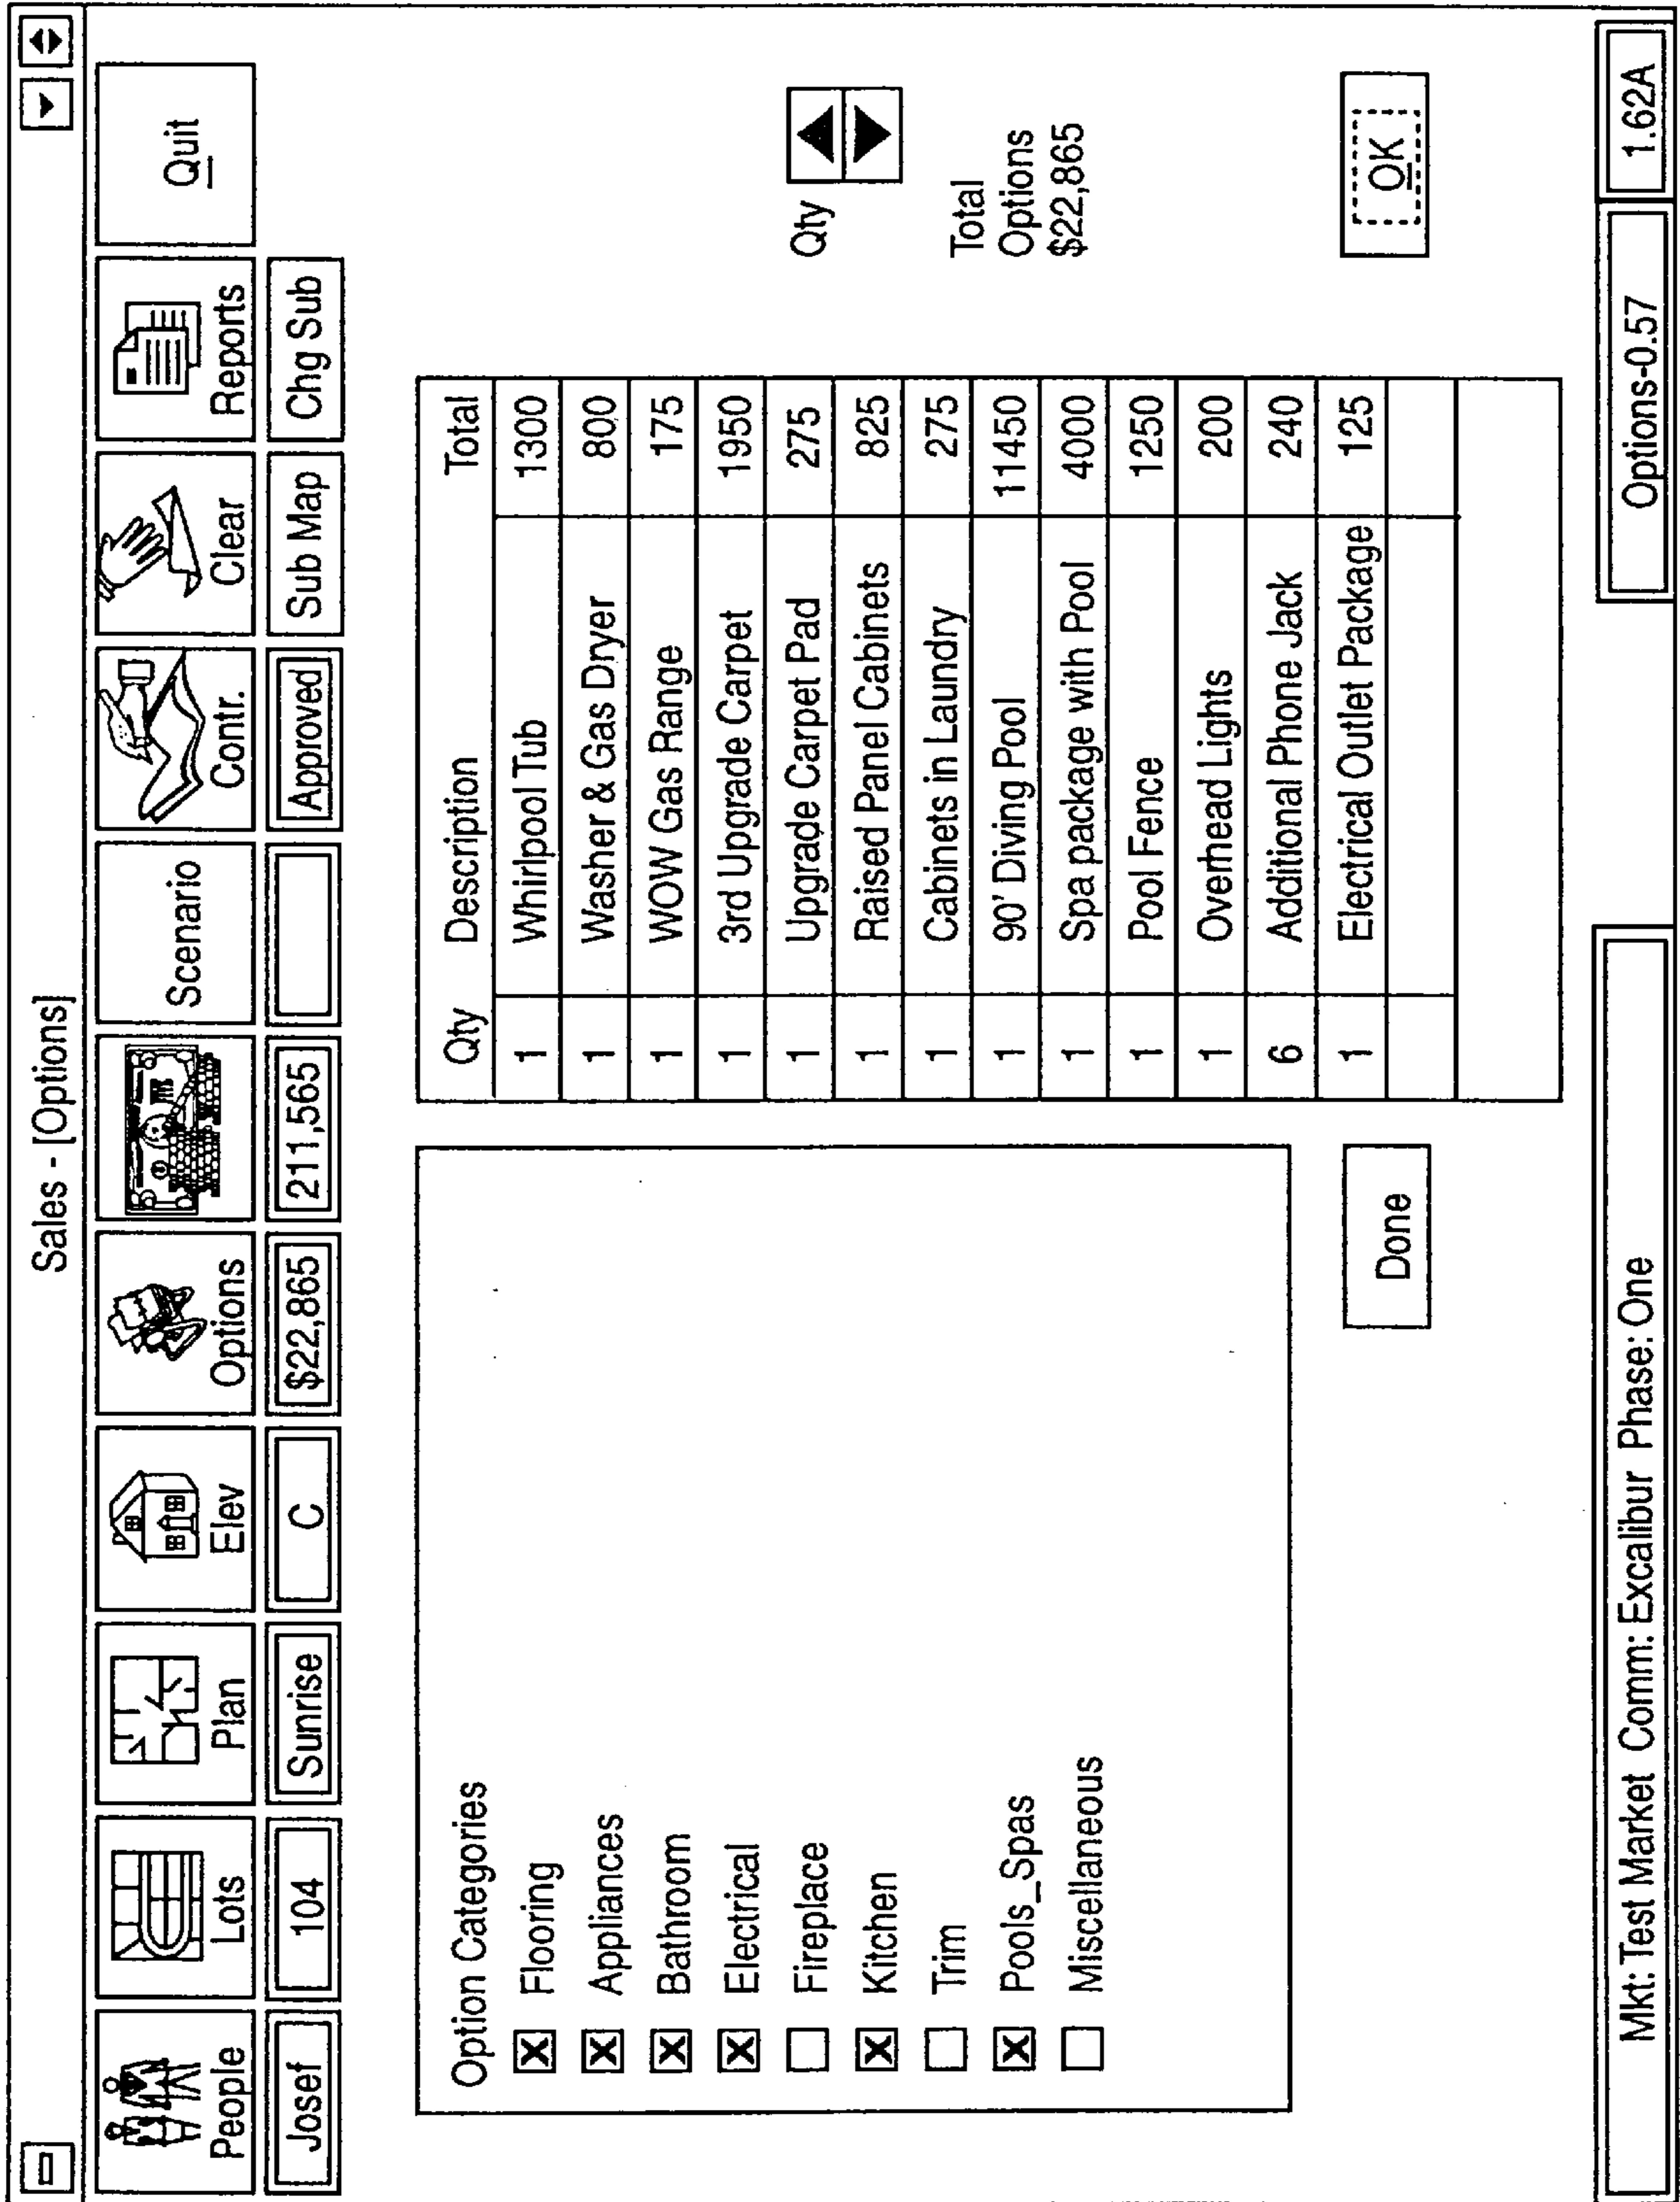 Sales - [Options]
People Lots Plan Elev Options Scenario Contr. Clear Reports Quit
Josef 104 Sunrise C $22,865 211,565 Approved Sub Map Chg Sub
Option Categories
X Flooring
X Appliances
X Bathroom
X Electrical
Fireplace
X Kitchen
Trim
X Pools_Spas
Miscellaneous
Done
Qty Description Total
1 Whirlpool Tub 1300
1 Washer & Gas Dryer 800
1 WOW Gas Range 175
1 3rd Upgrade Carpet 1950
1 Upgrade Carpet Pad 275
1 Raised Panel Cabinets 825
1 Cabinets in Laundry 275
1 90' Diving Pool 11450
1 Spa package with Pool 4000
1 Pool Fence 1250
1 Overhead Lights 200
6 Additional Phone Jack 240
1 Electrical Outlet Package 125
Qty
Total
Options
$22,865
OK
Mkt: Test Market Comm: Excalibur Phase: One Options-0.57 1.62A